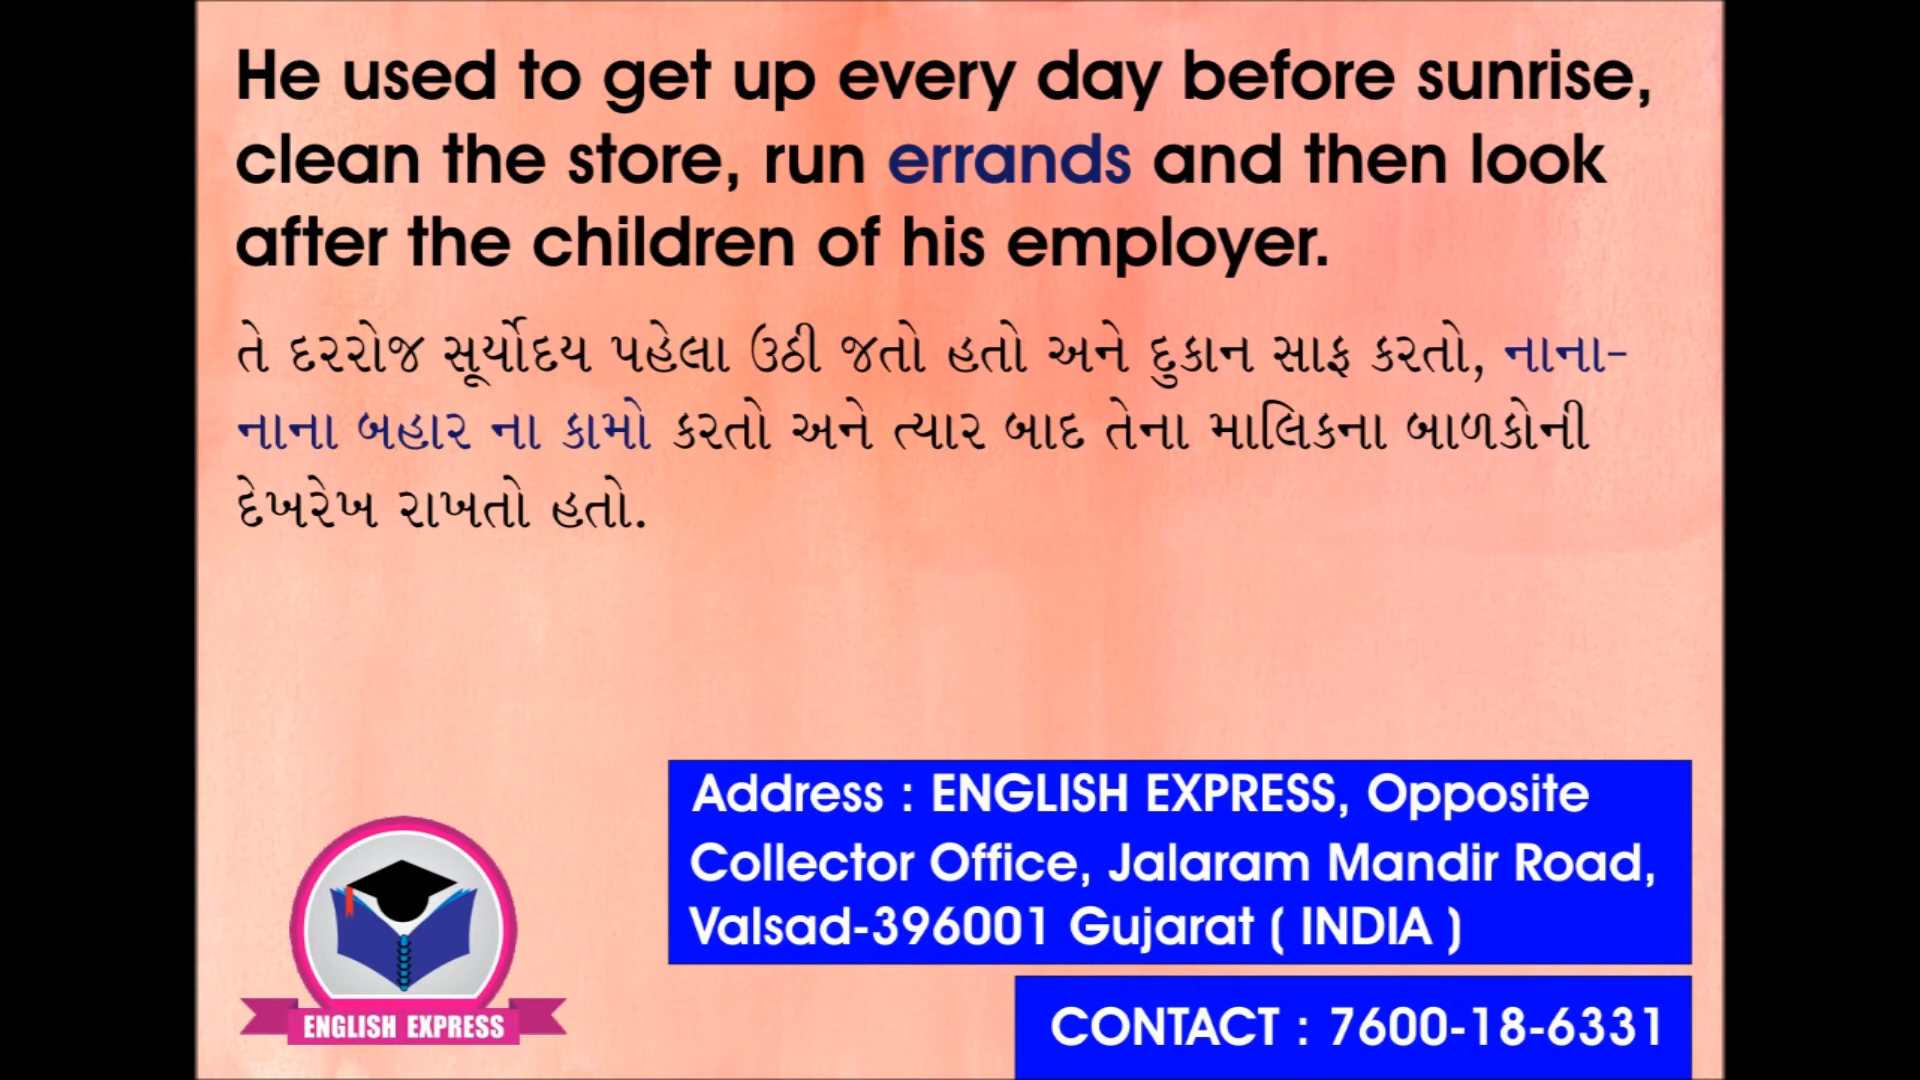 He used to get up every day before sunrise,
clean the store, run errands and then look
after the children of his employer.
તે દરરોજ સૂર્યોદય પહેલા ઉઠી જતો હતો અને દુકાન સાફ કરતો, નાના-
નાના બહાર ના કામો કરતો અને ત્યાર બાદ તેના માલિકના બાળકોની
દેખરેખ રાખતો હતો.
Address : ENGLISH EXPRESS, Opposite
Collector Office, Jalaram Mandir Road,
Valsad-396001 Gujarat ( INDIA )
ENGLISH EXPRESS
CONTACT : 7600-18-6331